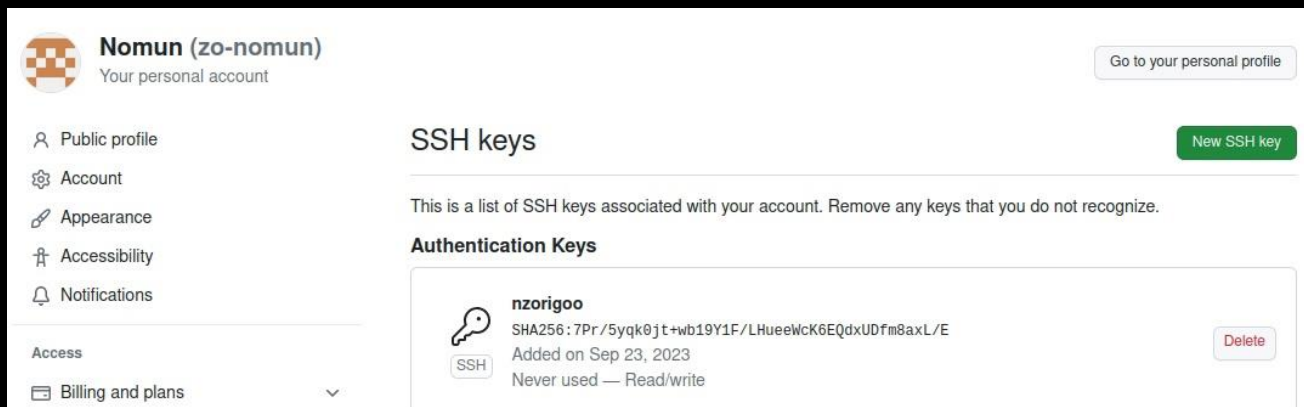 Nomun (zo-nomun)
Your personal account
Go to your personal profile
Public profile
Account
Appearance
Accessibility
Notifications
Access
Billing and plans
SSH keys
New SSH key
This is a list of SSH keys associated with your account. Remove any keys that you do not recognize.
Authentication Keys
nzorigoo
SHA256:7Pr/5yqk0jt+wb19Y1F/LHueeWcK6EQdxUDfm8axL/E
Added on Sep 23, 2023
Never used — Read/write
SSH
Delete